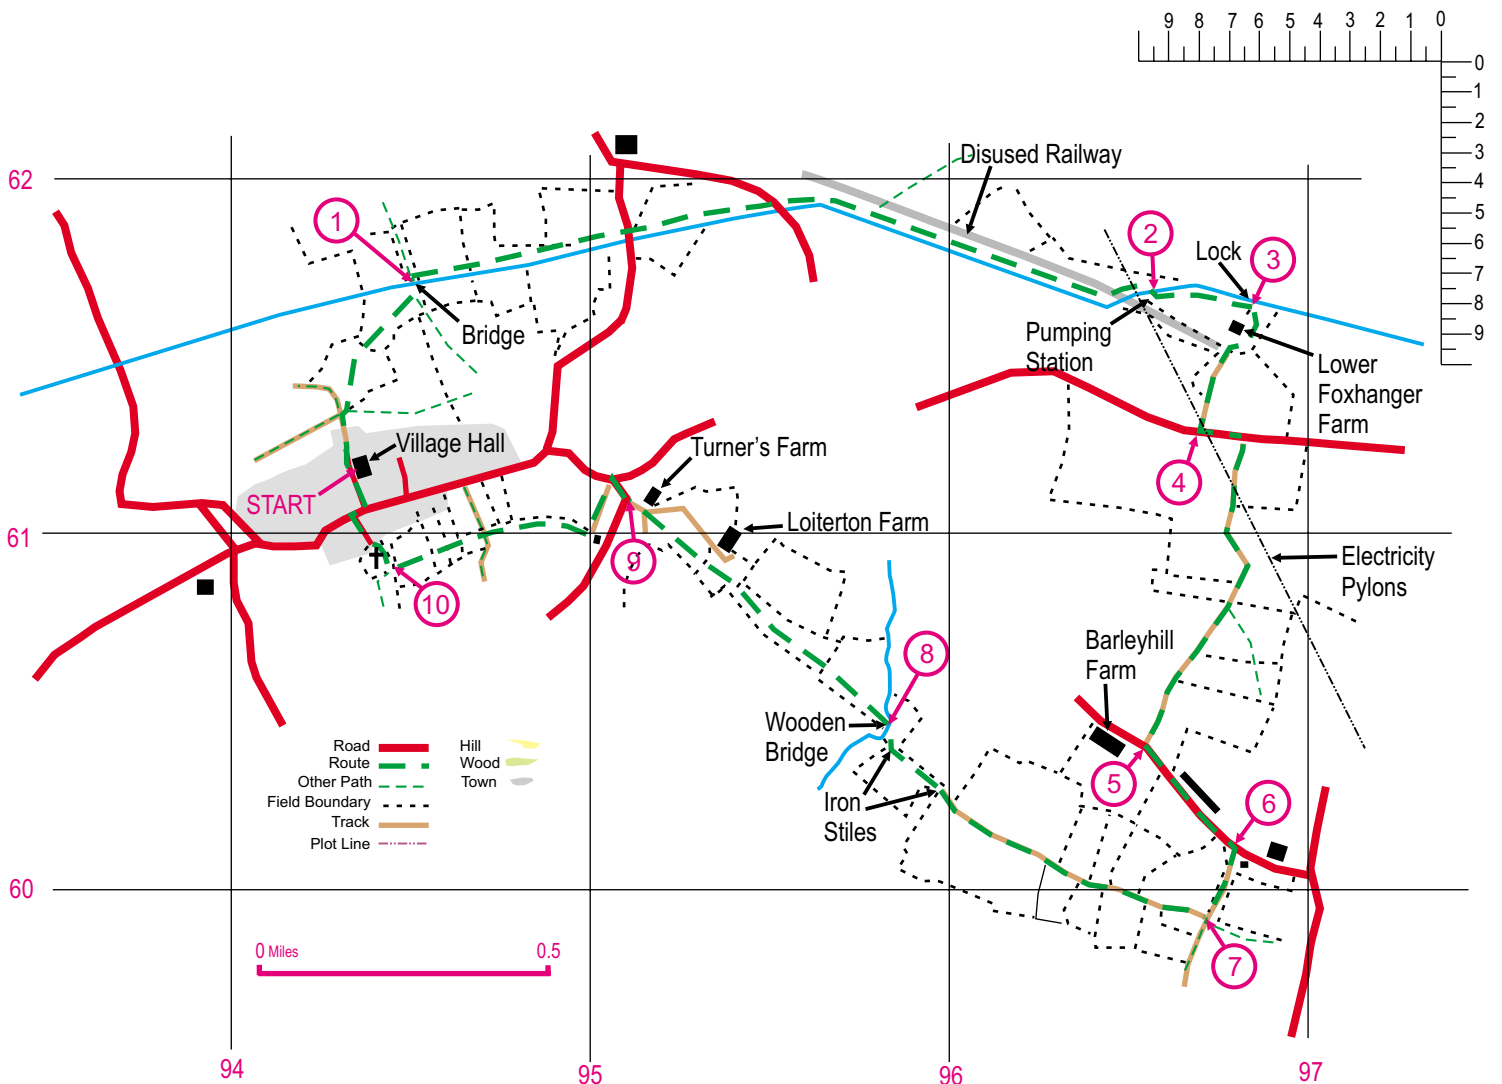 9 8 7 6 5 4 3 2 1 0
0
1
2
3
4
5
6
7
8
9
62
Disused Railway
1
2
Lock
3
Bridge
Pumping
Station
Lower
Foxhanger
Farm
Village Hall
Turner's Farm
START
4
Loiterton Farm
61
9
Electricity
Pylons
10
Barleyhill
Farm
8
Wooden
Bridge
Road
Route
Other Path
Field Boundary
Track
Plot Line
Hill
Wood
Town
5
Iron
Stiles
6
60
0 Miles
0.5
7
94
95
96
97